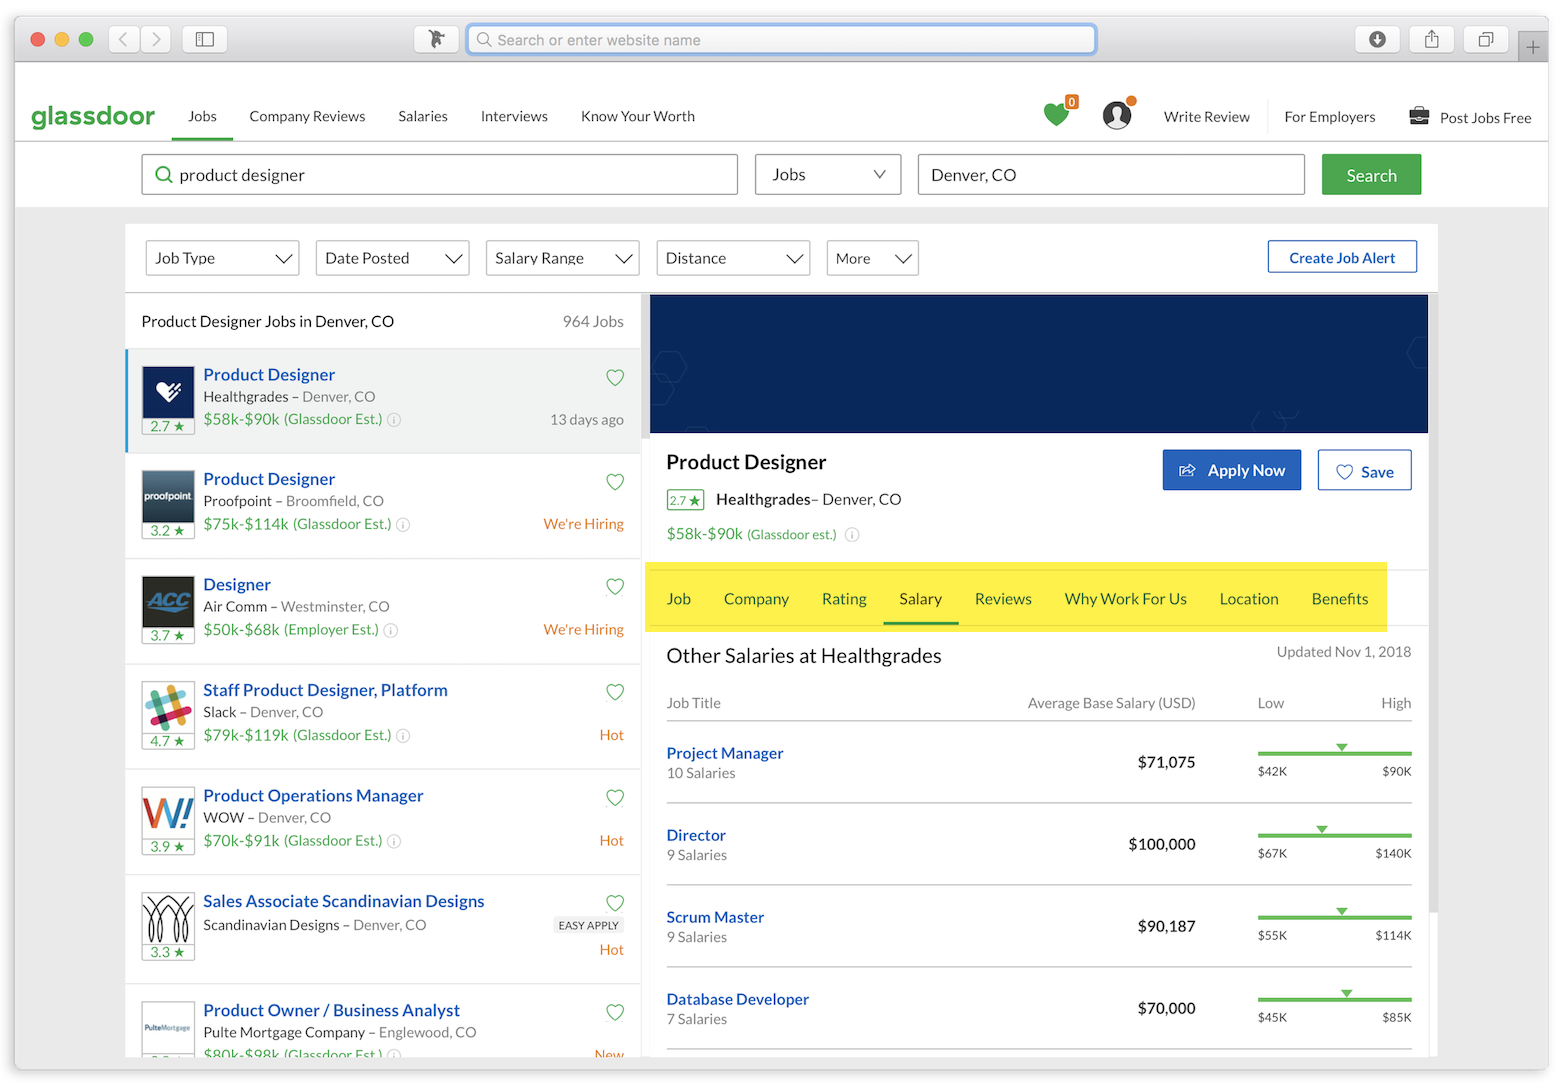 Search or enter website name
glassdoor
Jobs
Company Reviews
Salaries
Interviews
Know Your Worth
0
Write Review
For Employers
Post Jobs Free
product designer
Jobs
Denver, CO
Search
Job Type
Date Posted
Salary Range
Distance
More
Create Job Alert
Product Designer Jobs in Denver, CO
964 Jobs
Product Designer
Healthgrades – Denver, CO
$58k-$90k (Glassdoor Est.)
13 days ago
2.7 ★
Product Designer
proofpoint.
Proofpoint – Broomfield, CO
$75k-$114k (Glassdoor Est.)
We're Hiring
3.2 ★
Designer
ACC
Air Comm – Westminster, CO
$50k-$68k (Employer Est.)
We're Hiring
3.7 ★
Staff Product Designer, Platform
Slack – Denver, CO
$79k-$119k (Glassdoor Est.)
Hot
4.7 ★
Product Operations Manager
W!
WOW – Denver, CO
$70k-$91k (Glassdoor Est.)
Hot
3.9 ★
Sales Associate Scandinavian Designs
Scandinavian Designs – Denver, CO
EASY APPLY
Hot
3.3 ★
Product Owner / Business Analyst
PulteMortgage
Pulte Mortgage Company – Englewood, CO
$80k-$98k (Glassdoor Est.)
New
Product Designer
2.7 ★
Healthgrades– Denver, CO
$58k-$90k (Glassdoor est.)
Apply Now
Save
Job
Company
Rating
Salary
Reviews
Why Work For Us
Location
Benefits
Other Salaries at Healthgrades
Updated Nov 1, 2018
Job Title
Average Base Salary (USD)
Low
High
Project Manager
10 Salaries
$71,075
$42K
$90K
Director
9 Salaries
$100,000
$67K
$140K
Scrum Master
9 Salaries
$90,187
$55K
$114K
Database Developer
7 Salaries
$70,000
$45K
$85K